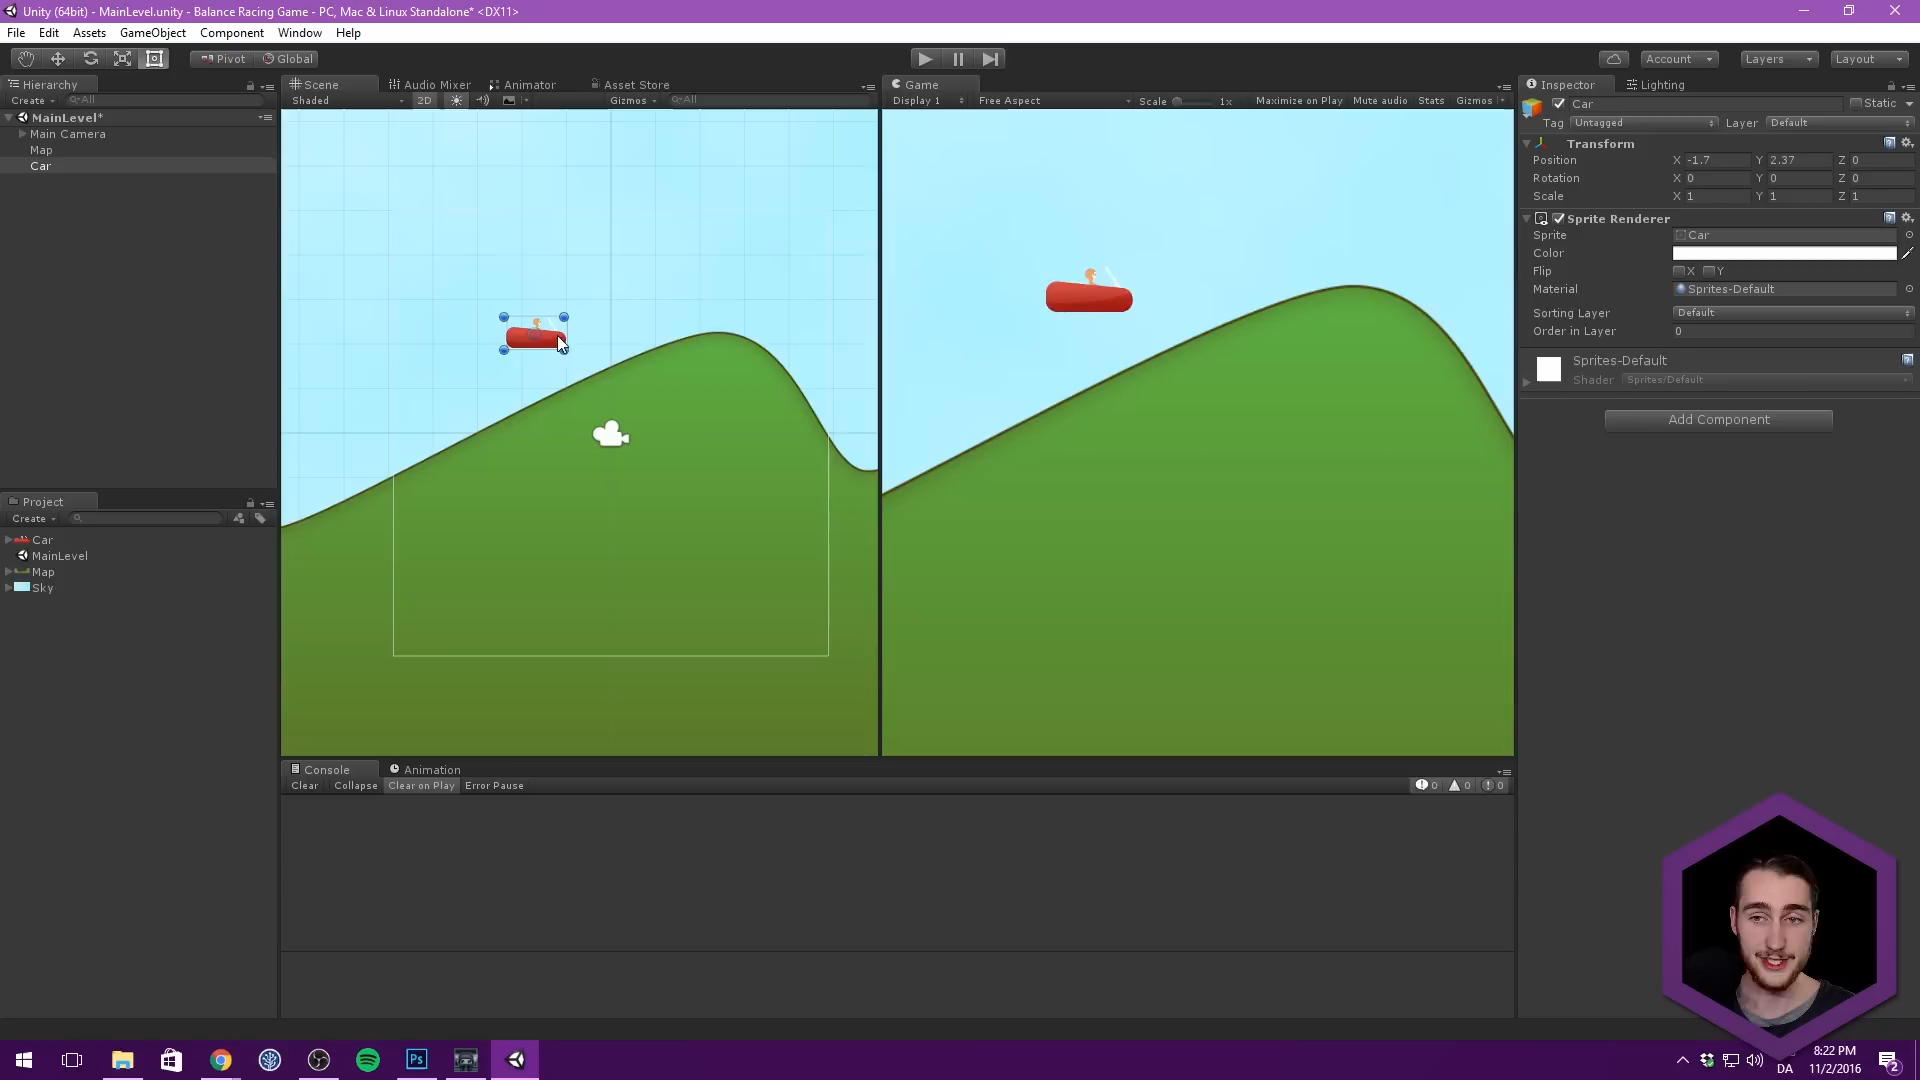 Unity (64bit) - MainLevel.unity - Balance Racing Game - PC, Mac & Linux Standalone* <DX11>
File Edit Assets GameObject Component Window Help
Pivot Global Account Layers Layout
Hierarchy
Create All
MainLevel*
Main Camera
Map
Car
Scene Audio Mixer Animator Asset Store
Shaded 2D Gizmos All
Game
Display 1 Free Aspect Scale 1x Maximize on Play Mute audio Stats Gizmos
Inspector Lighting
Car Static
Tag Untagged Layer Default
Transform
Position X -1.7 Y 2.37 Z 0
Rotation X 0 Y 0 Z 0
Scale X 1 Y 1 Z 1
Sprite Renderer
Sprite Car
Color
Flip X Y
Material Sprites-Default
Sorting Layer Default
Order in Layer 0
Sprites-Default
Shader Sprites/Default
Add Component
Project
Create
Car
MainLevel
Map
Sky
Console Animation
Clear Collapse Clear on Play Error Pause 0 0 0
Ps
8:22 PM
DA 11/2/2016 2